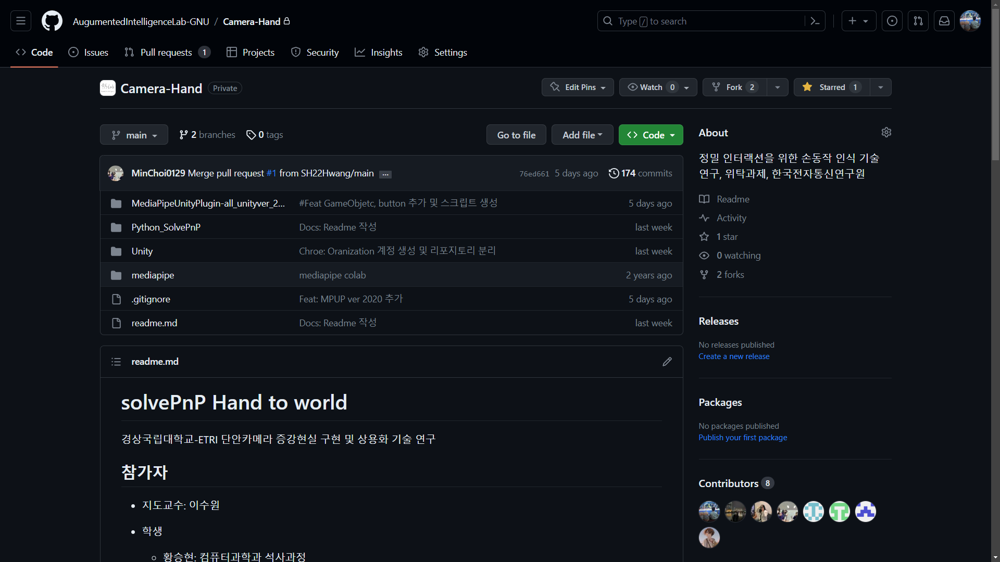 AugumentedIntelligenceLab-GNU / Camera-Hand
Type / to search
Code
Issues
Pull requests 1
Projects
Security
Insights
Settings
Camera-Hand Private
Edit Pins
Watch 0
Fork 2
Starred 1
main
2 branches
0 tags
Go to file
Add file
Code
MinChoi0129 Merge pull request #1 from SH22Hwang/main ...
76ed661 5 days ago
174 commits
MediaPipeUnityPlugin-all_unityver_2... #Feat GameObjetc, button 추가 및 스크립트 생성 5 days ago
Python_SolvePnP Docs: Readme 작성 last week
Unity Chroe: Oranization 계정 생성 및 리포지토리 분리 last week
mediapipe mediapipe colab 2 years ago
.gitignore Feat: MPUP ver 2020 추가 5 days ago
readme.md Docs: Readme 작성 last week
readme.md
solvePnP Hand to world
경상국립대학교-ETRI 단안카메라 증강현실 구현 및 상용화 기술 연구
참가자
지도교수: 이수원
학생
황승현: 컴퓨터과학과 석사과정
About
정밀 인터랙션을 위한 손동작 인식 기술
연구, 위탁과제, 한국전자통신연구원
Readme
Activity
1 star
0 watching
2 forks
Releases
No releases published
Create a new release
Packages
No packages published
Publish your first package
Contributors 8